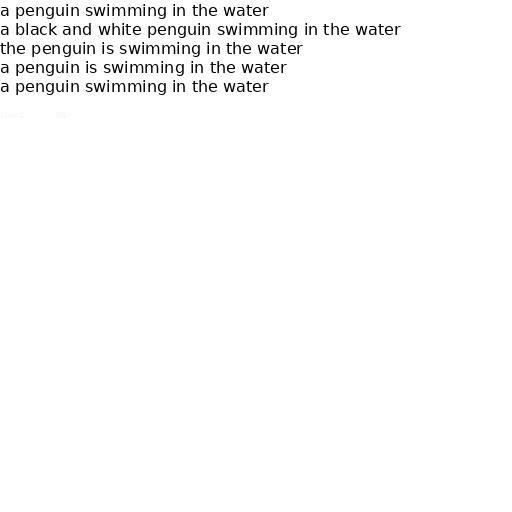 a penguin swimming in the water
a black and white penguin swimming in the water
the penguin is swimming in the water
a penguin is swimming in the water
a penguin swimming in the water